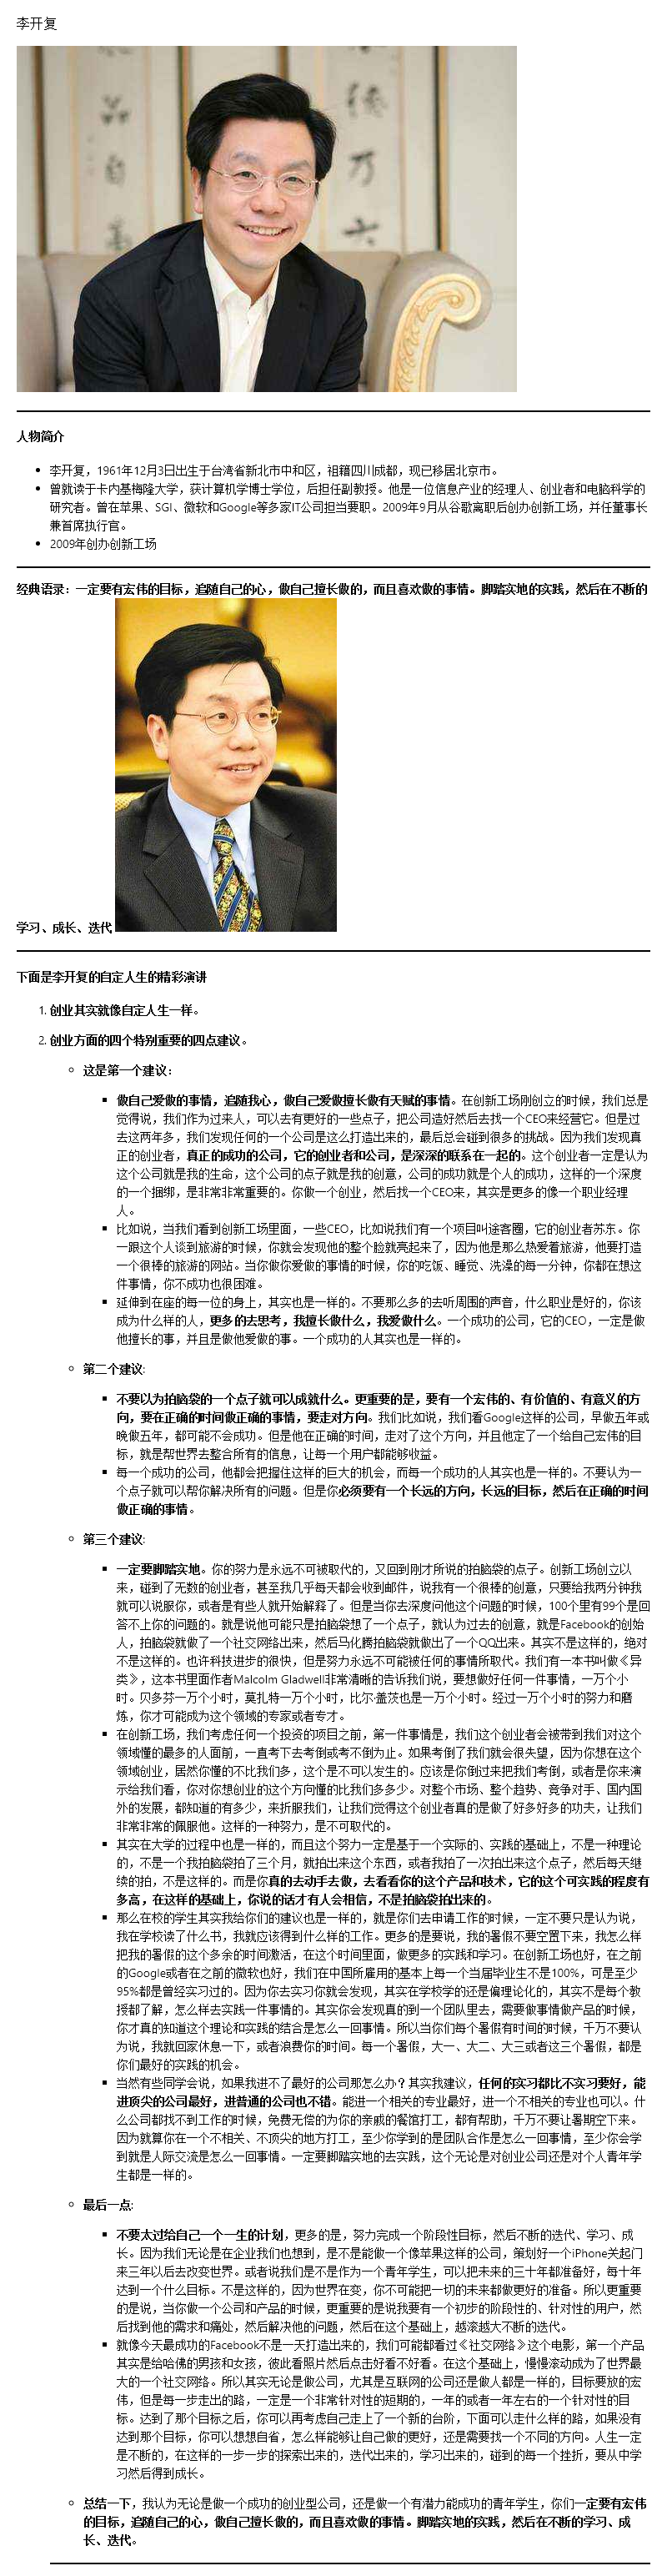 李开复
人物简介
李开复，1961年12月3日出生于台湾省新北市中和区，祖籍四川成都，现已移居北京市。
曾就读于卡内基梅隆大学，获计算机学博士学位，后担任副教授。他是一位信息产业的经理人、创业者和电脑科学的
研究者。曾在苹果、SGI、微软和Google等多家IT公司担当要职。2009年9月从谷歌离职后创办创新工场，并任董事长
兼首席执行官。
2009年创办创新工场
经典语录：一定要有宏伟的目标，追随自己的心，做自己擅长做的，而且喜欢做的事情。脚踏实地的实践，然后在不断的
学习、成长、迭代
下面是李开复的自定人生的精彩演讲
1. 创业其实就像自定人生一样。
2. 创业方面的四个特别重要的四点建议。
这是第一个建议：
做自己爱做的事情，追随我心，做自己爱做擅长做有天赋的事情。在创新工场刚创立的时候，我们总是
觉得说，我们作为过来人，可以去有更好的一些点子，把公司造好然后去找一个CEO来经营它。但是过
去这两年多，我们发现任何的一个公司是这么打造出来的，最后总会碰到很多的挑战。因为我们发现真
正的创业者，真正的成功的公司，它的创业者和公司，是深深的联系在一起的。这个创业者一定是认为
这个公司就是我的生命，这个公司的点子就是我的创意，公司的成功就是个人的成功，这样的一个深度
的一个捆绑，是非常非常重要的。你做一个创业，然后找一个CEO来，其实是更多的像一个职业经理
人。
比如说，当我们看到创新工场里面，一些CEO，比如说我们有一个项目叫途客圈，它的创业者苏东。你
一跟这个人谈到旅游的时候，你就会发现他的整个脸就亮起来了，因为他是那么热爱着旅游，他要打造
一个很棒的旅游的网站。当你做你爱做的事情的时候，你的吃饭、睡觉、洗澡的每一分钟，你都在想这
件事情，你不成功也很困难。
延伸到在座的每一位的身上，其实也是一样的。不要那么多的去听周围的声音，什么职业是好的，你该
成为什么样的人，更多的去思考，我擅长做什么，我爱做什么。一个成功的公司，它的CEO，一定是做
他擅长的事，并且是做他爱做的事。一个成功的人其实也是一样的。
第二个建议:
不要以为拍脑袋的一个点子就可以成就什么。更重要的是，要有一个宏伟的、有价值的、有意义的方
向，要在正确的时间做正确的事情，要走对方向。我们比如说，我们看Google这样的公司，早做五年或
晚做五年，都可能不会成功。但是他在正确的时间，走对了这个方向，并且他定了一个给自己宏伟的目
标，就是帮世界去整合所有的信息，让每一个用户都能够收益。
每一个成功的公司，他都会把握住这样的巨大的机会，而每一个成功的人其实也是一样的。不要认为一
个点子就可以帮你解决所有的问题。但是你必须要有一个长远的方向，长远的目标，然后在正确的时间
做正确的事情。
第三个建议:
一定要脚踏实地。你的努力是永远不可被取代的，又回到刚才所说的拍脑袋的点子。创新工场创立以
来，碰到了无数的创业者，甚至我几乎每天都会收到邮件，说我有一个很棒的创意，只要给我两分钟我
就可以说服你，或者是有些人就开始解释了。但是当你去深度问他这个问题的时候，100个里有99个是回
答不上你的问题的。就是说他可能只是拍脑袋想了一个点子，就认为过去的创意，就是Facebook的创始
人，拍脑袋就做了一个社交网络出来，然后马化腾拍脑袋就做出了一个QQ出来。其实不是这样的，绝对
不是这样的。也许科技进步的很快，但是努力永远不可能被任何的事情所取代。我们有一本书叫做《异
类》，这本书里面作者Malcolm Gladwell非常清晰的告诉我们说，要想做好任何一件事情，一万个小
时。贝多芬一万个小时，莫扎特一万个小时，比尔·盖茨也是一万个小时。经过一万个小时的努力和磨
炼，你才可能成为这个领域的专家或者专才。
在创新工场，我们考虑任何一个投资的项目之前，第一件事情是，我们这个创业者会被带到我们对这个
领域懂的最多的人面前，一直考下去考倒或考不倒为止。如果考倒了我们就会很失望，因为你想在这个
领域创业，居然你懂的不比我们多，这个是不可以发生的。应该是你倒过来把我们考倒，或者是你来演
示给我们看，你对你想创业的这个方向懂的比我们多多少。对整个市场、整个趋势、竞争对手、国内国
外的发展，都知道的有多少，来折服我们，让我们觉得这个创业者真的是做了好多好多的功夫，让我们
非常非常的佩服他。这样的一种努力，是不可取代的。
其实在大学的过程中也是一样的，而且这个努力一定是基于一个实际的、实践的基础上，不是一种理论
的，不是一个我拍脑袋拍了三个月，就拍出来这个东西，或者我拍了一次拍出来这个点子，然后每天继
续的拍，不是这样的。而是你真的去动手去做，去看看你的这个产品和技术，它的这个可实践的程度有
多高，在这样的基础上，你说的话才有人会相信，不是拍脑袋拍出来的。
那么在校的学生其实我给你们的建议也是一样的，就是你们去申请工作的时候，一定不要只是认为说，
我在学校读了什么书，我就应该得到什么样的工作。更多的是要说，我的暑假不要空置下来，我怎么样
把我的暑假的这个多余的时间激活，在这个时间里面，做更多的实践和学习。在创新工场也好，在之前
的Google或者在之前的微软也好，我们在中国所雇用的基本上每一个当届毕业生不是100%，可是至少
95%都是曾经实习过的。因为你去实习你就会发现，其实在学校学的还是偏理论化的，其实不是每个教
授都了解，怎么样去实践一件事情的。其实你会发现真的到一个团队里去，需要做事情做产品的时候，
你才真的知道这个理论和实践的结合是怎么一回事情。所以当你们每个暑假有时间的时候，千万不要认
为说，我就回家休息一下，或者浪费你的时间。每一个暑假，大一、大二、大三或者这三个暑假，都是
你们最好的实践的机会。
当然有些同学会说，如果我进不了最好的公司那怎么办？其实我建议，任何的实习都比不实习要好，能
进顶尖的公司最好，进普通的公司也不错。能进一个相关的专业最好，进一个不相关的专业也可以。什
么公司都找不到工作的时候，免费无偿的为你的亲戚的餐馆打工，都有帮助，千万不要让暑期空下来。
因为就算你在一个不相关、不顶尖的地方打工，至少你学到的是团队合作是怎么一回事情，至少你会学
到就是人际交流是怎么一回事情。一定要脚踏实地的去实践，这个无论是对创业公司还是对个人青年学
生都是一样的。
最后一点:
不要太过给自己一个一生的计划，更多的是，努力完成一个阶段性目标，然后不断的迭代、学习、成
长。因为我们无论是在企业我们也想到，是不是能做一个像苹果这样的公司，策划好一个iPhone关起门
来三年以后去改变世界。或者说我们是不是作为一个青年学生，可以把未来的三十年都准备好，每十年
达到一个什么目标。不是这样的，因为世界在变，你不可能把一切的未来都做更好的准备。所以更重要
的是说，当你做一个公司和产品的时候，更重要的是说我要有一个初步的阶段性的、针对性的用户，然
后找到他的需求和痛处，然后解决他的问题，然后在这个基础上，越滚越大不断的迭代。
就像今天最成功的Facebook不是一天打造出来的，我们可能都看过《社交网络》这个电影，第一个产品
其实是给哈佛的男孩和女孩，彼此看照片然后点击好看不好看。在这个基础上，慢慢滚动成为了世界最
大的一个社交网络。所以其实无论是做公司，尤其是互联网的公司还是做人都是一样的，目标要放的宏
伟，但是每一步走出的路，一定是一个非常针对性的短期的，一年的或者一年左右的一个针对性的目
标。达到了那个目标之后，你可以再考虑自己走上了一个新的台阶，下面可以走什么样的路，如果没有
达到那个目标，你可以想想自省，怎么样能够让自己做的更好，还是需要找一个不同的方向。人生一定
是不断的，在这样的一步一步的探索出来的，迭代出来的，学习出来的，碰到的每一个挫折，要从中学
习然后得到成长。
总结一下，我认为无论是做一个成功的创业型公司，还是做一个有潜力能成功的青年学生，你们一定要有宏伟
的目标，追随自己的心，做自己擅长做的，而且喜欢做的事情。脚踏实地的实践，然后在不断的学习、成
长、迭代。